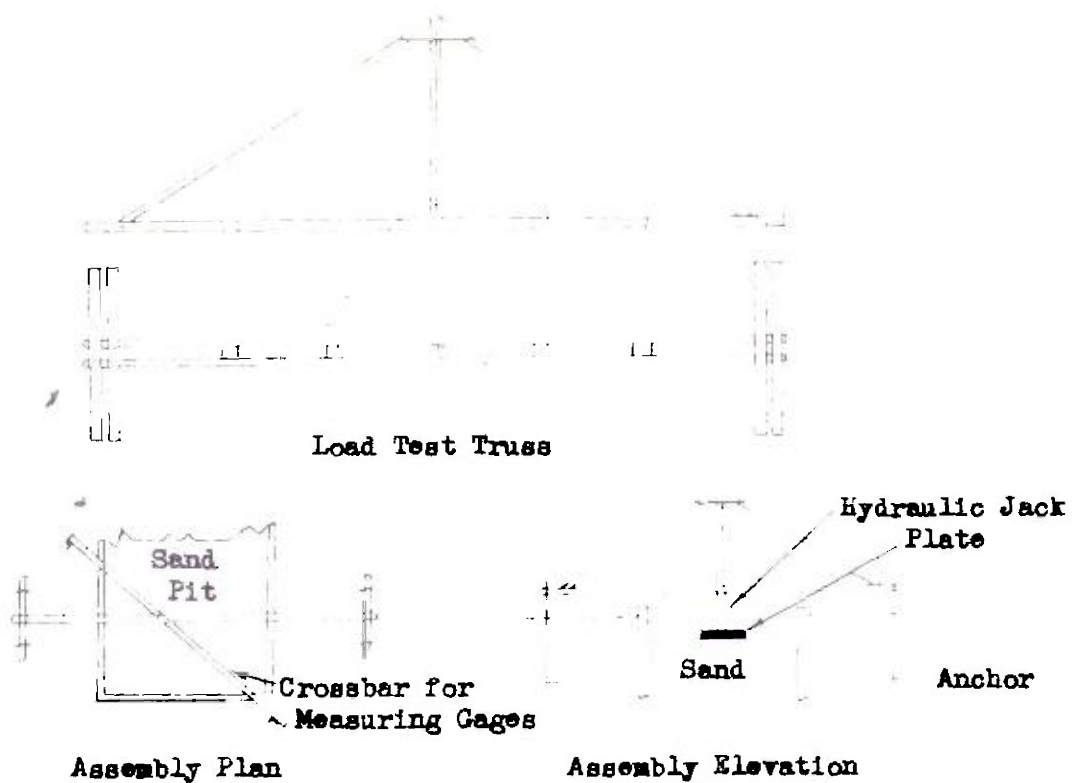 Load Test Truss
Hydraulic Jack
Plate
Sand
Pit
Sand
Anchor
Crossbar for
Measuring Gages
Assembly Plan
Assembly Elevation